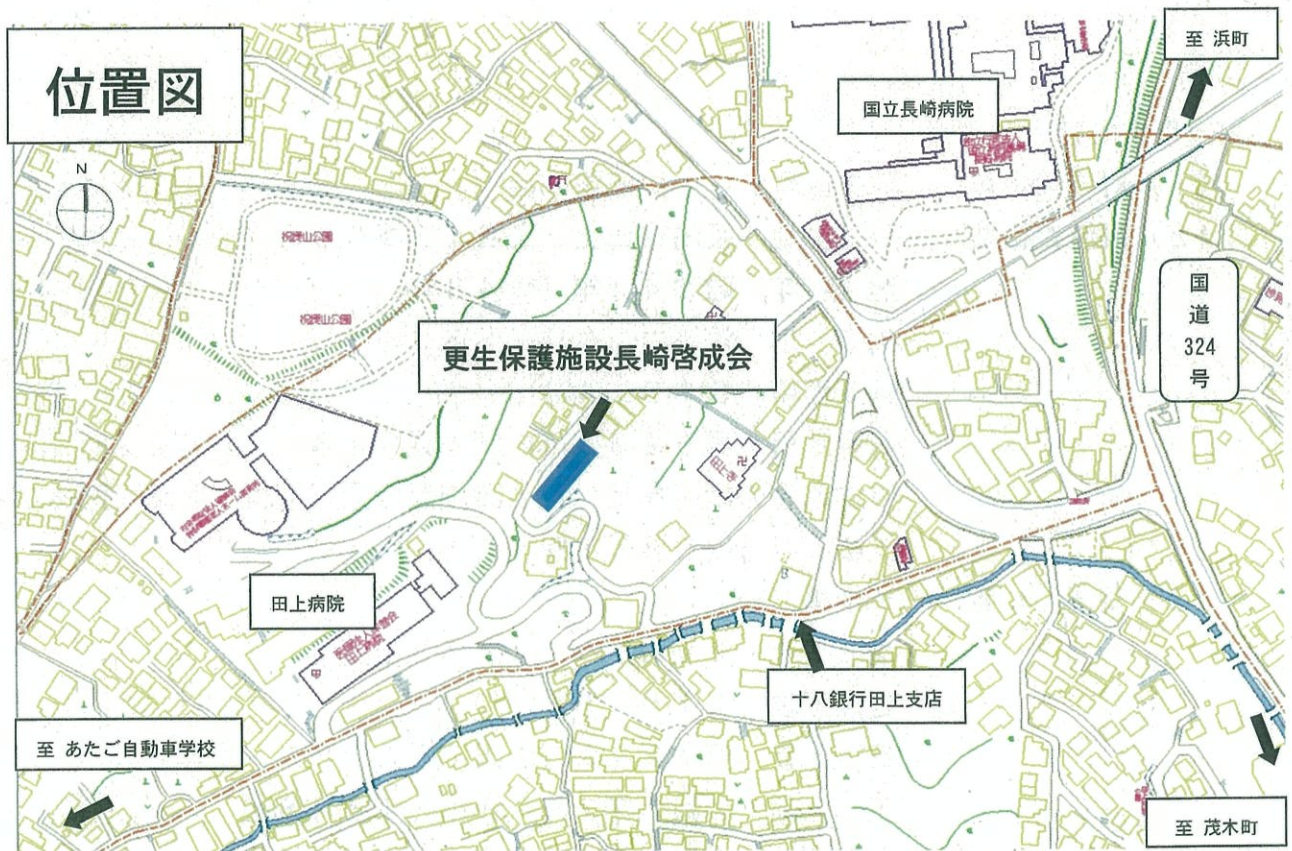 位置図
至 浜町
国立長崎病院
N
祝捷山公園
祝捷山公園
国
道
324
号
更生保護施設長崎啓成会
田上寺
田上病院
十八銀行田上支店
至 あたご自動車学校
至 茂木町